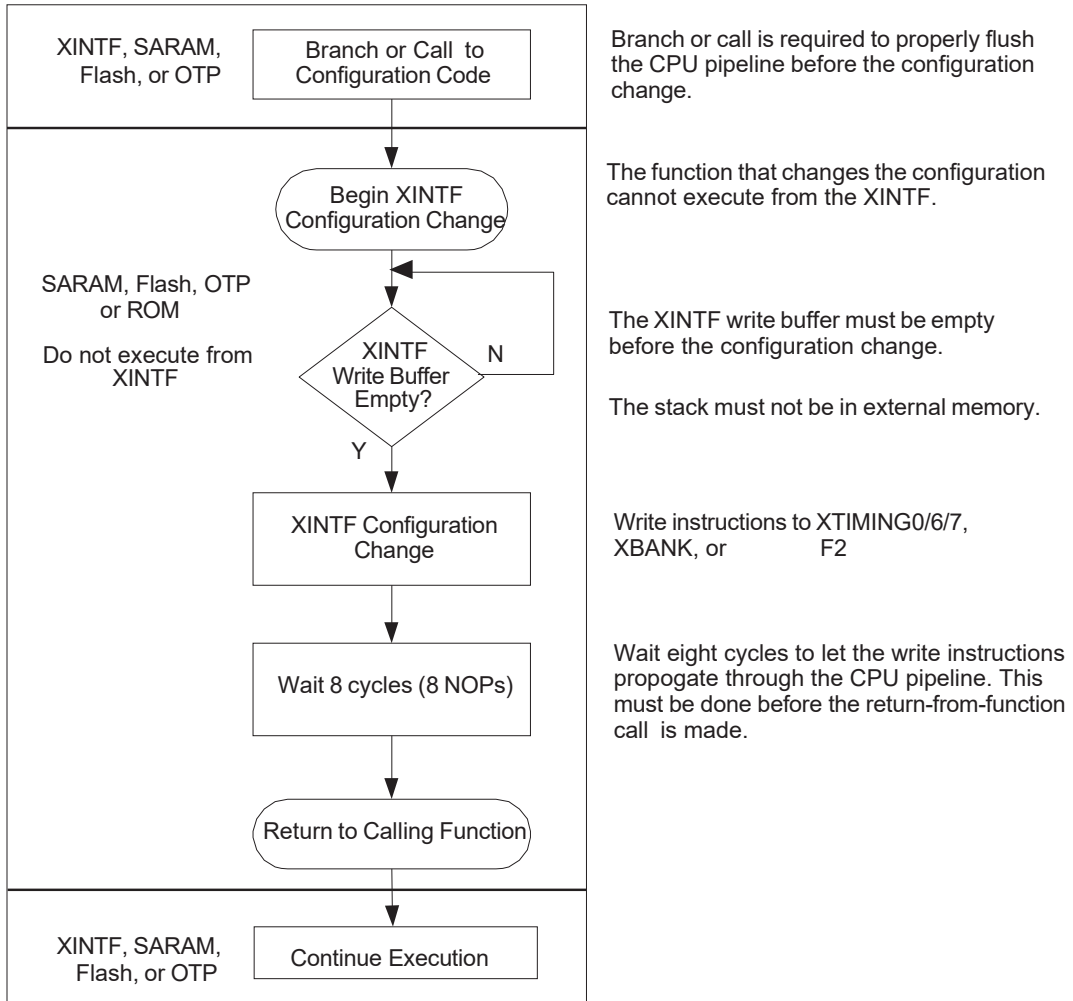 XINTF, SARAM,
Flash, or OTP
Branch or Call to
Configuration Code
Branch or call is required to properly flush
the CPU pipeline before the configuration
change.
Begin XINTF
Configuration Change
The function that changes the configuration
cannot execute from the XINTF.
SARAM, Flash, OTP
or ROM
Do not execute from
XINTF
XINTF
Write Buffer
Empty?
N
Y
The XINTF write buffer must be empty
before the configuration change.
The stack must not be in external memory.
XINTF Configuration
Change
Write instructions to XTIMING0/6/7,
XBANK, or F2
Wait 8 cycles (8 NOPs)
Wait eight cycles to let the write instructions
propogate through the CPU pipeline. This
must be done before the return-from-function
call is made.
Return to Calling Function
XINTF, SARAM,
Flash, or OTP
Continue Execution